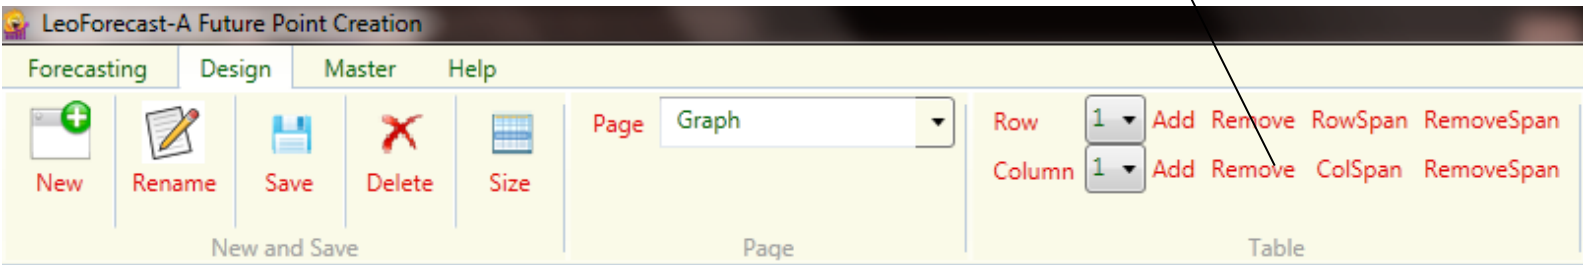 LeoForecast-A Future Point Creation
Forecasting Design Master Help
Page Graph
Row 1 Add Remove RowSpan RemoveSpan
Column 1 Add Remove ColSpan RemoveSpan
New Rename Save Delete Size
New and Save Page Table